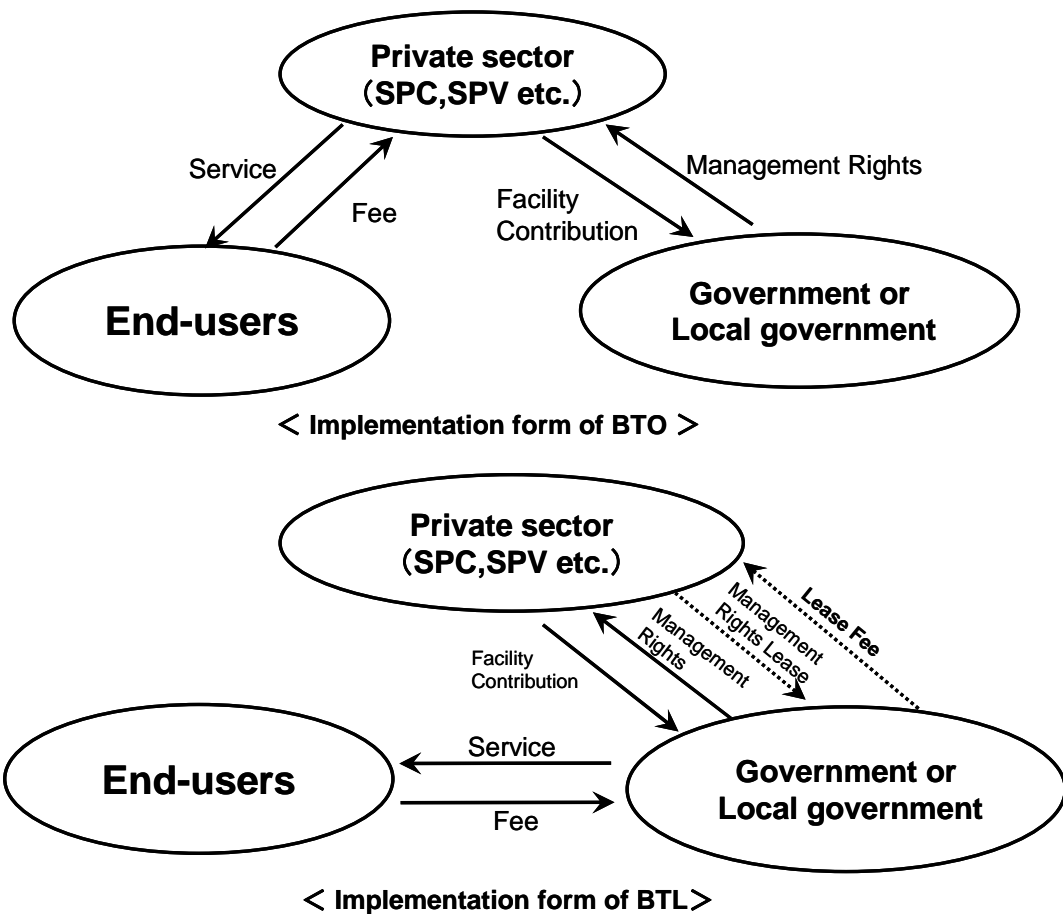 Private sector
（SPC,SPV etc.）
Service
Fee
Facility
Contribution
Management Rights
End-users
Government or
Local government
＜ Implementation form of BTO ＞
Private sector
（SPC,SPV etc.）
Facility
Contribution
Management
Rights
Management
Rights Lease
Lease Fee
Service
Fee
End-users
Government or
Local government
＜ Implementation form of BTL＞